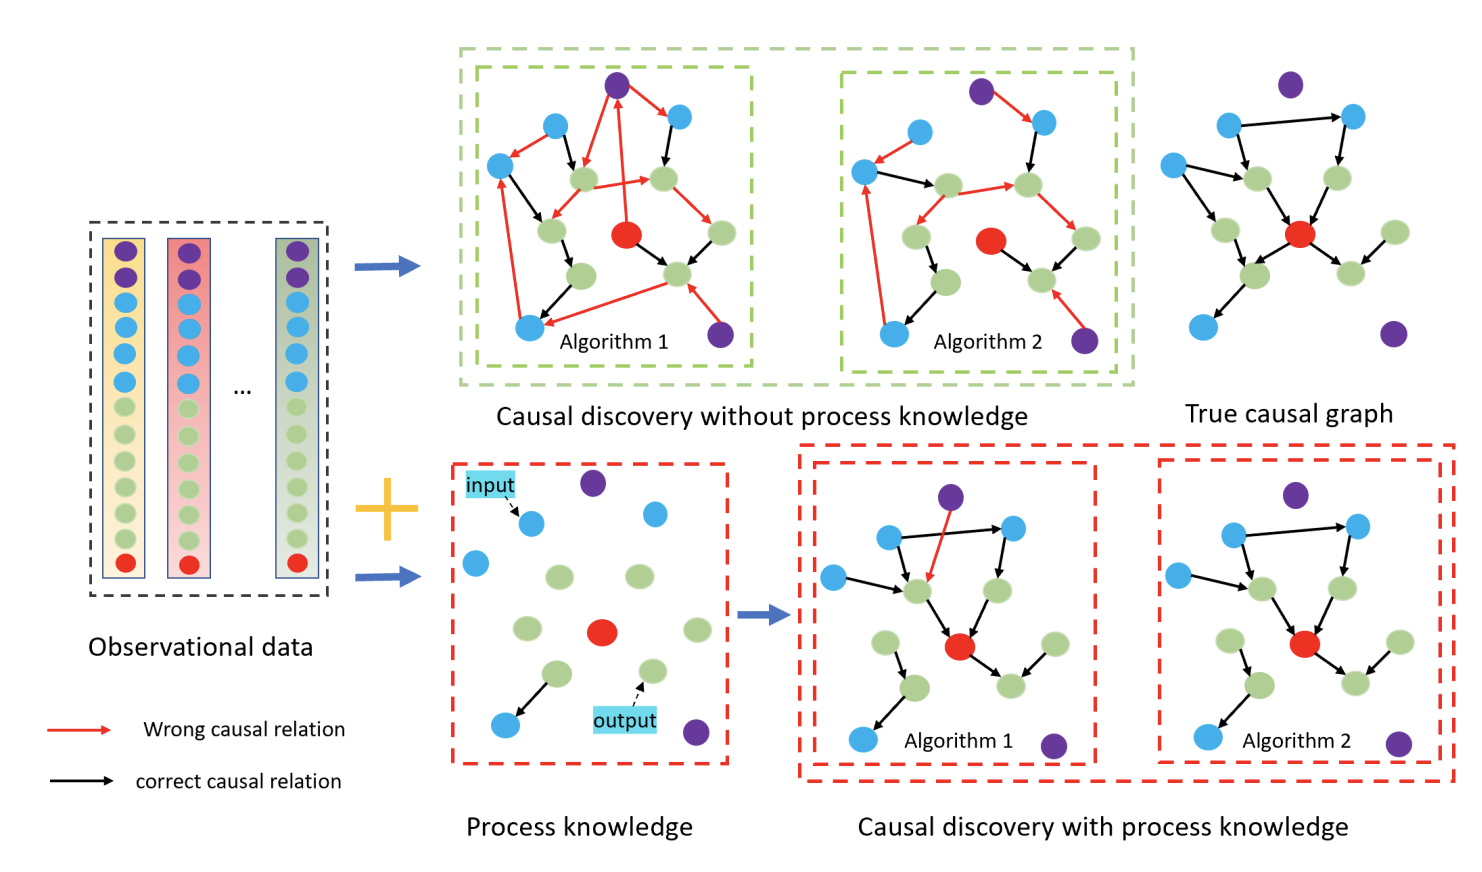 Algorithm 1
Algorithm 2
Causal discovery without process knowledge
True causal graph
...
input
output
Observational data
Wrong causal relation
correct causal relation
Algorithm 1
Algorithm 2
Process knowledge
Causal discovery with process knowledge